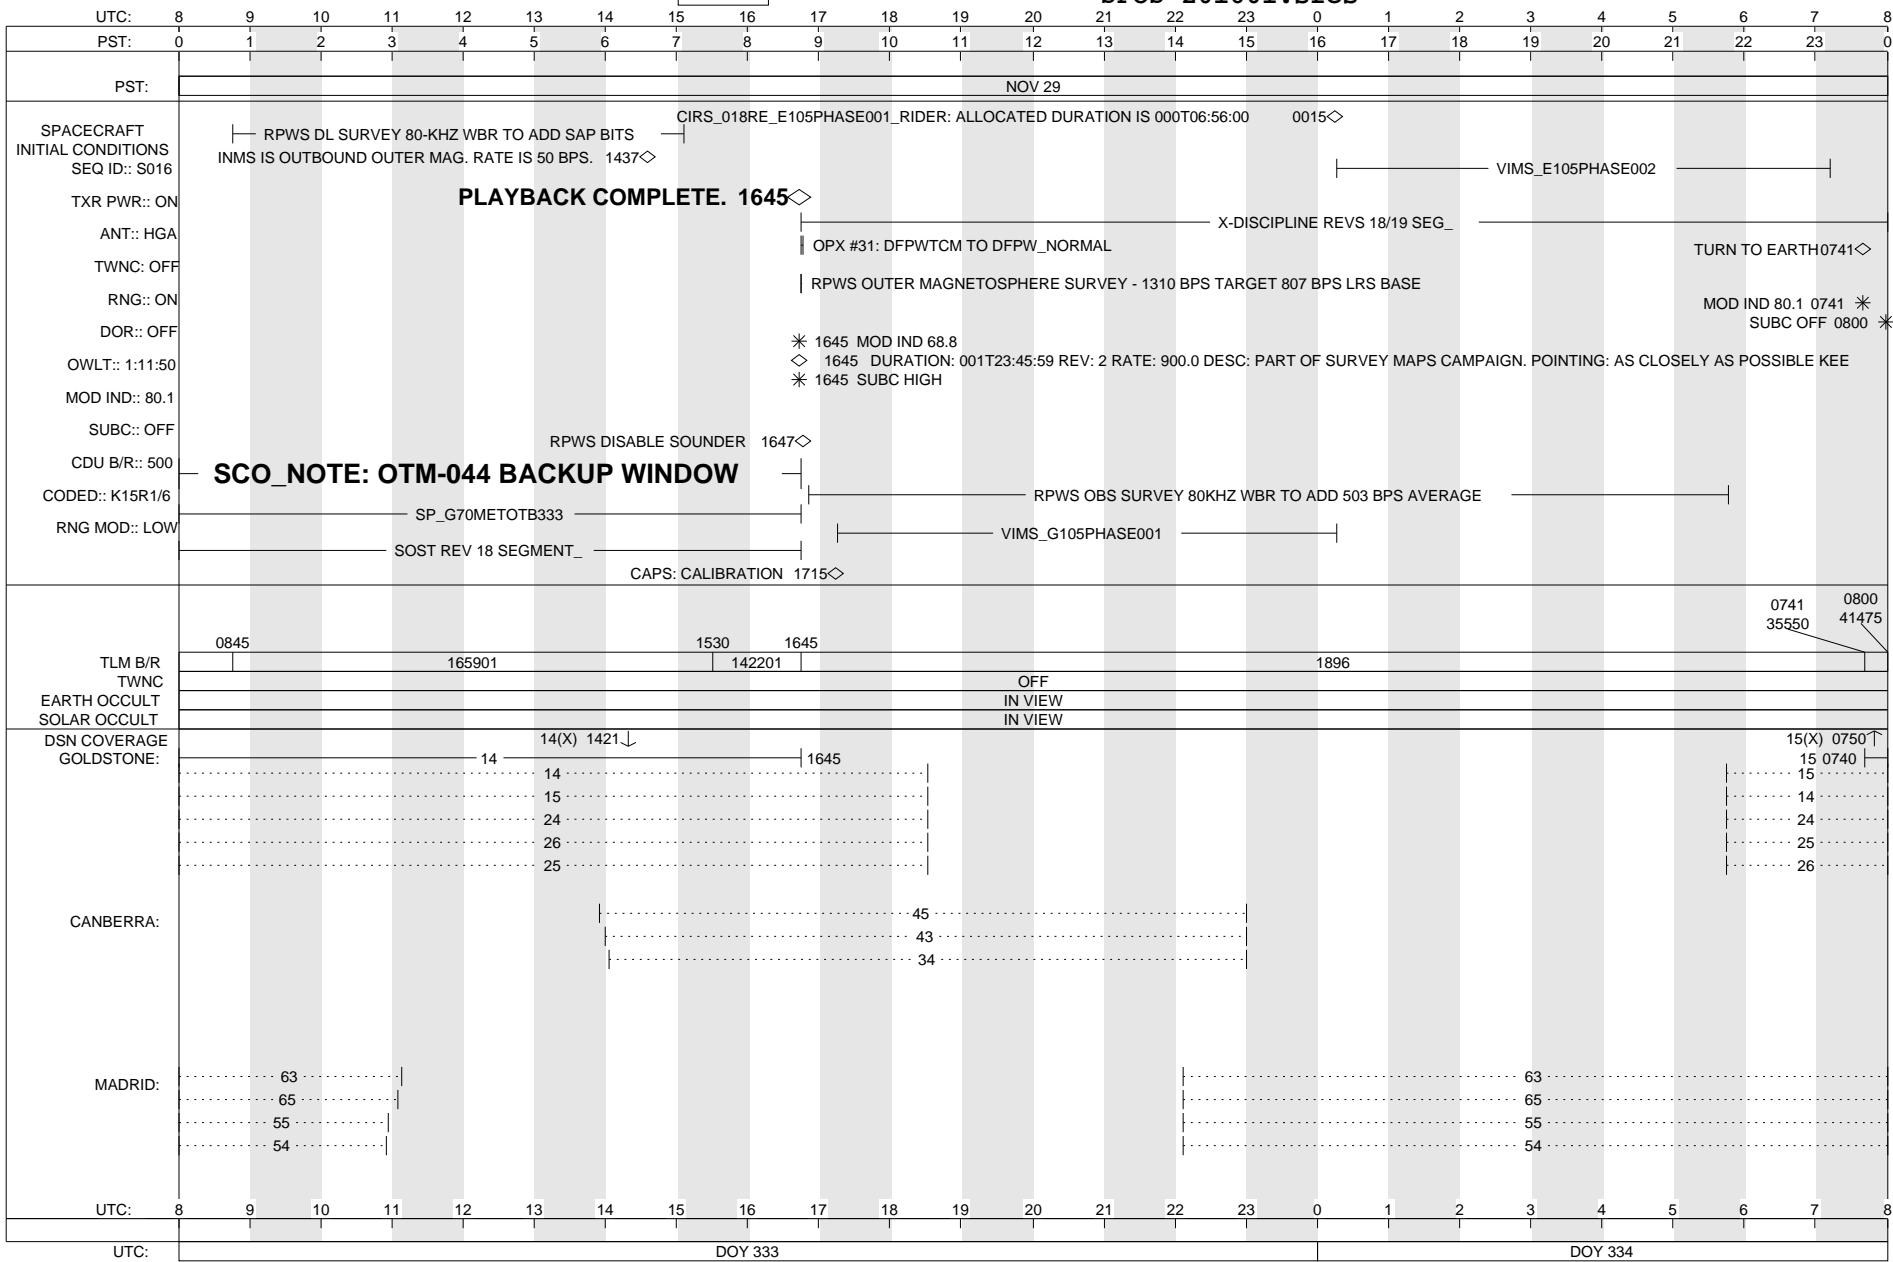 UTC: 8 9 10 11 12 13 14 15 16 17 18 19 20 21 22 23 0 1 2 3 4 5 6 7 8
PST: 0 1 2 3 4 5 6 7 8 9 10 11 12 13 14 15 16 17 18 19 20 21 22 23 0
PST: NOV 29
CIRS_018RE_E105PHASE001_RIDER: ALLOCATED DURATION IS 000T06:56:00 0015
SPACECRAFT
INITIAL CONDITIONS
RPWS DL SURVEY 80-KHZ WBR TO ADD SAP BITS
INMS IS OUTBOUND OUTER MAG. RATE IS 50 BPS. 1437
SEQ ID:: S016
VIMS_E105PHASE002
TXR PWR:: ON
PLAYBACK COMPLETE. 1645
X-DISCIPLINE REVS 18/19 SEG_
ANT:: HGA
OPX #31: DFPWTCM TO DFPW_NORMAL
TURN TO EARTH0741
TWNC: OFF
RPWS OUTER MAGNETOSPHERE SURVEY - 1310 BPS TARGET 807 BPS LRS BASE
RNG:: ON
MOD IND 80.1 0741
SUBC OFF 0800
DOR:: OFF
1645 MOD IND 68.8
OWLT:: 1:11:50
1645 DURATION: 001T23:45:59 REV: 2 RATE: 900.0 DESC: PART OF SURVEY MAPS CAMPAIGN. POINTING: AS CLOSELY AS POSSIBLE KEE
1645 SUBC HIGH
MOD IND:: 80.1
SUBC:: OFF
RPWS DISABLE SOUNDER 1647
CDU B/R:: 500
SCO_NOTE: OTM-044 BACKUP WINDOW
CODED:: K15R1/6
RPWS OBS SURVEY 80KHZ WBR TO ADD 503 BPS AVERAGE
SP_G70METOTB333
RNG MOD:: LOW
VIMS_G105PHASE001
SOST REV 18 SEGMENT_
CAPS: CALIBRATION 1715
0741 0800
35550 41475
0845 1530 1645
TLM B/R 165901 142201 1896
TWNC OFF
EARTH OCCULT IN VIEW
SOLAR OCCULT IN VIEW
DSN COVERAGE 14(X) 1421 15(X) 0750
GOLDSTONE: 14 1645 15 0740
14 15
15 14
24 24
26 25
25 26
CANBERRA:
45
43
34
MADRID:
63 63
65 65
55 55
54 54
UTC: 8 9 10 11 12 13 14 15 16 17 18 19 20 21 22 23 0 1 2 3 4 5 6 7 8
UTC: DOY 333 DOY 334